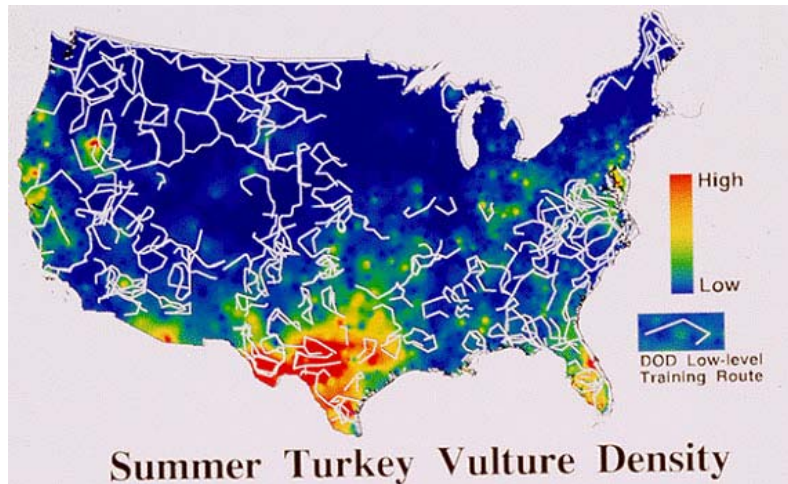 High
Low
DOD Low-level
Training Route
Summer Turkey Vulture Density